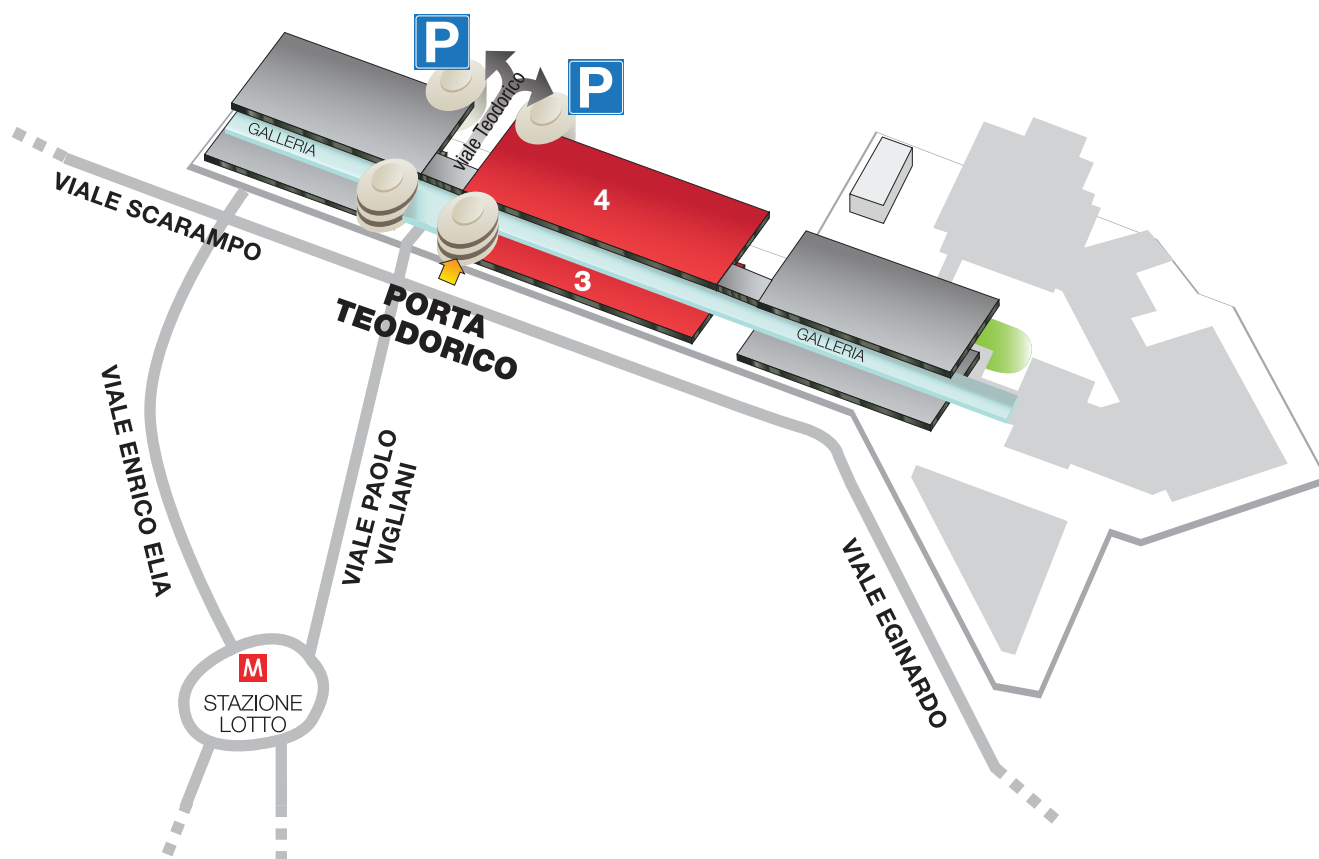 P
P
viale Teodorico
GALLERIA
4
VIALE SCARAMPO
3
PORTA
TEODORICO
GALLERIA
VIALE ENRICO ELIA
VIALE PAOLO
VIGLIANI
VIALE EGINARDO
M
STAZIONE
LOTTO